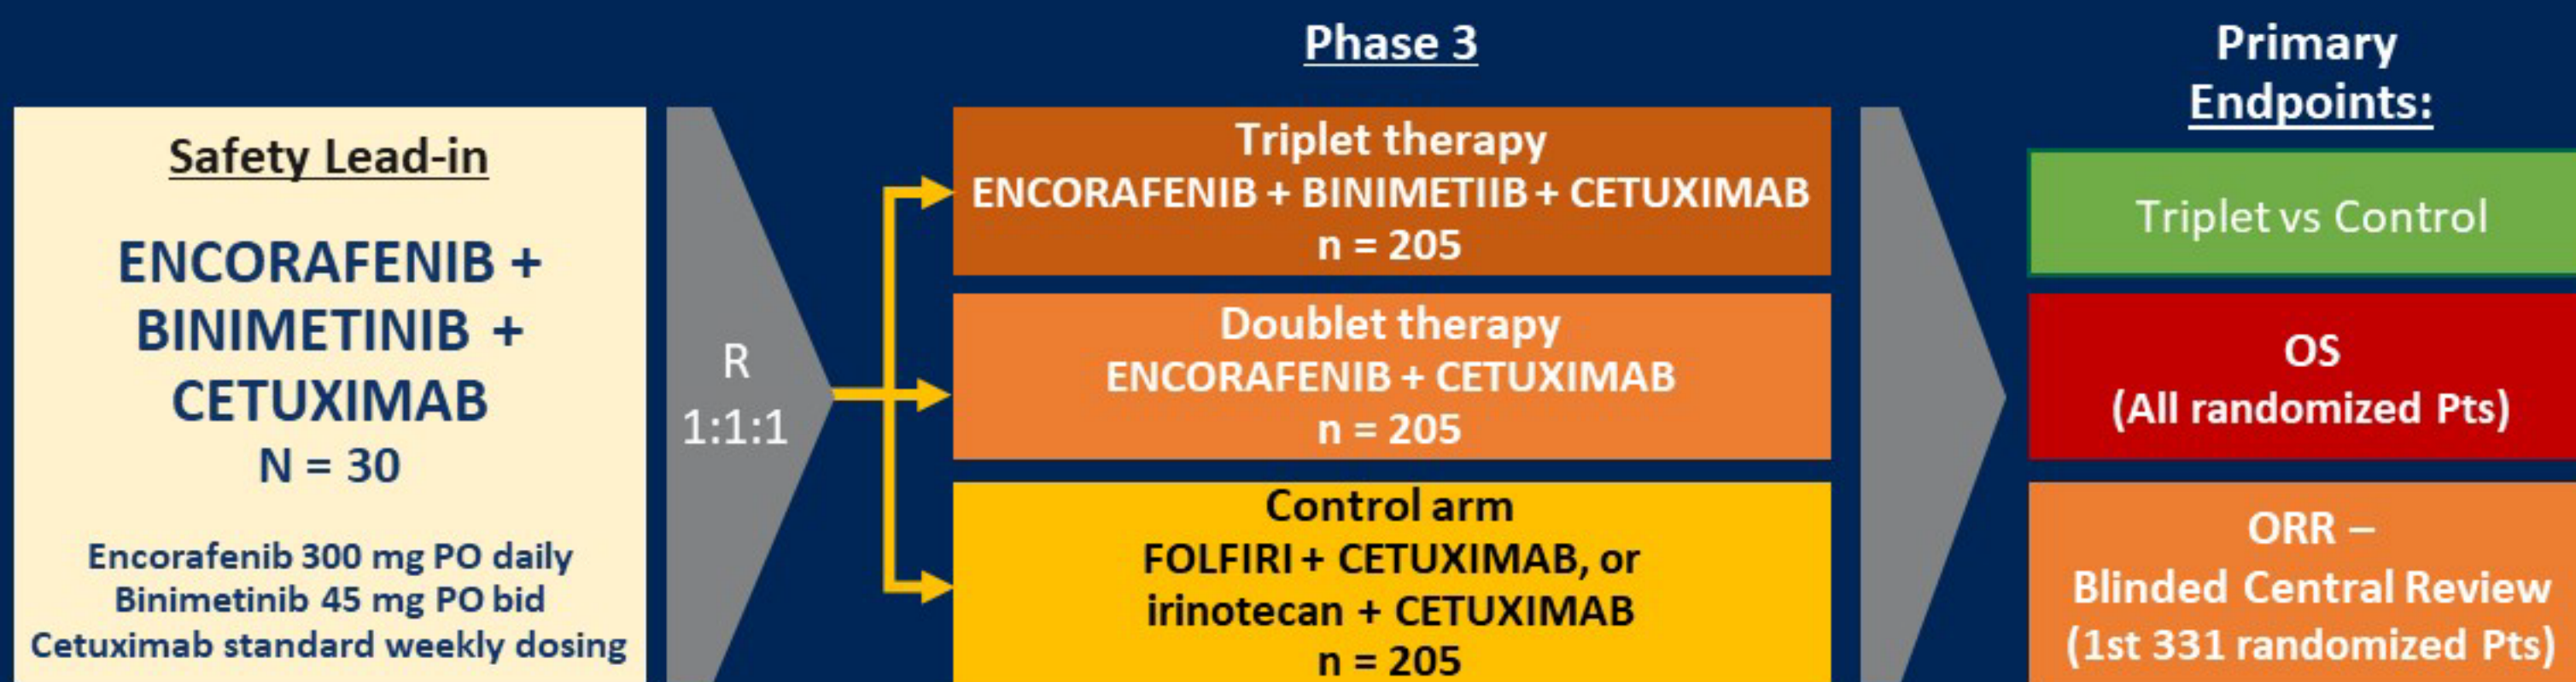 Safety Lead-in
ENCORAFENIB +
BINIMETINIB +
CETUXIMAB
N = 30
Encorafenib 300 mg PO daily
Binimetinib 45 mg PO bid
Cetuximab standard weekly dosing
R
1:1:1
Phase 3
Triplet therapy
ENCORAFENIB + BINIMETIIB + CETUXIMAB
n = 205
Doublet therapy
ENCORAFENIB + CETUXIMAB
n = 205
Control arm
FOLFIRI + CETUXIMAB, or
irinotecan + CETUXIMAB
n = 205
Primary
Endpoints:
Triplet vs Control
OS
(All randomized Pts)
ORR –
Blinded Central Review
(1st 331 randomized Pts)